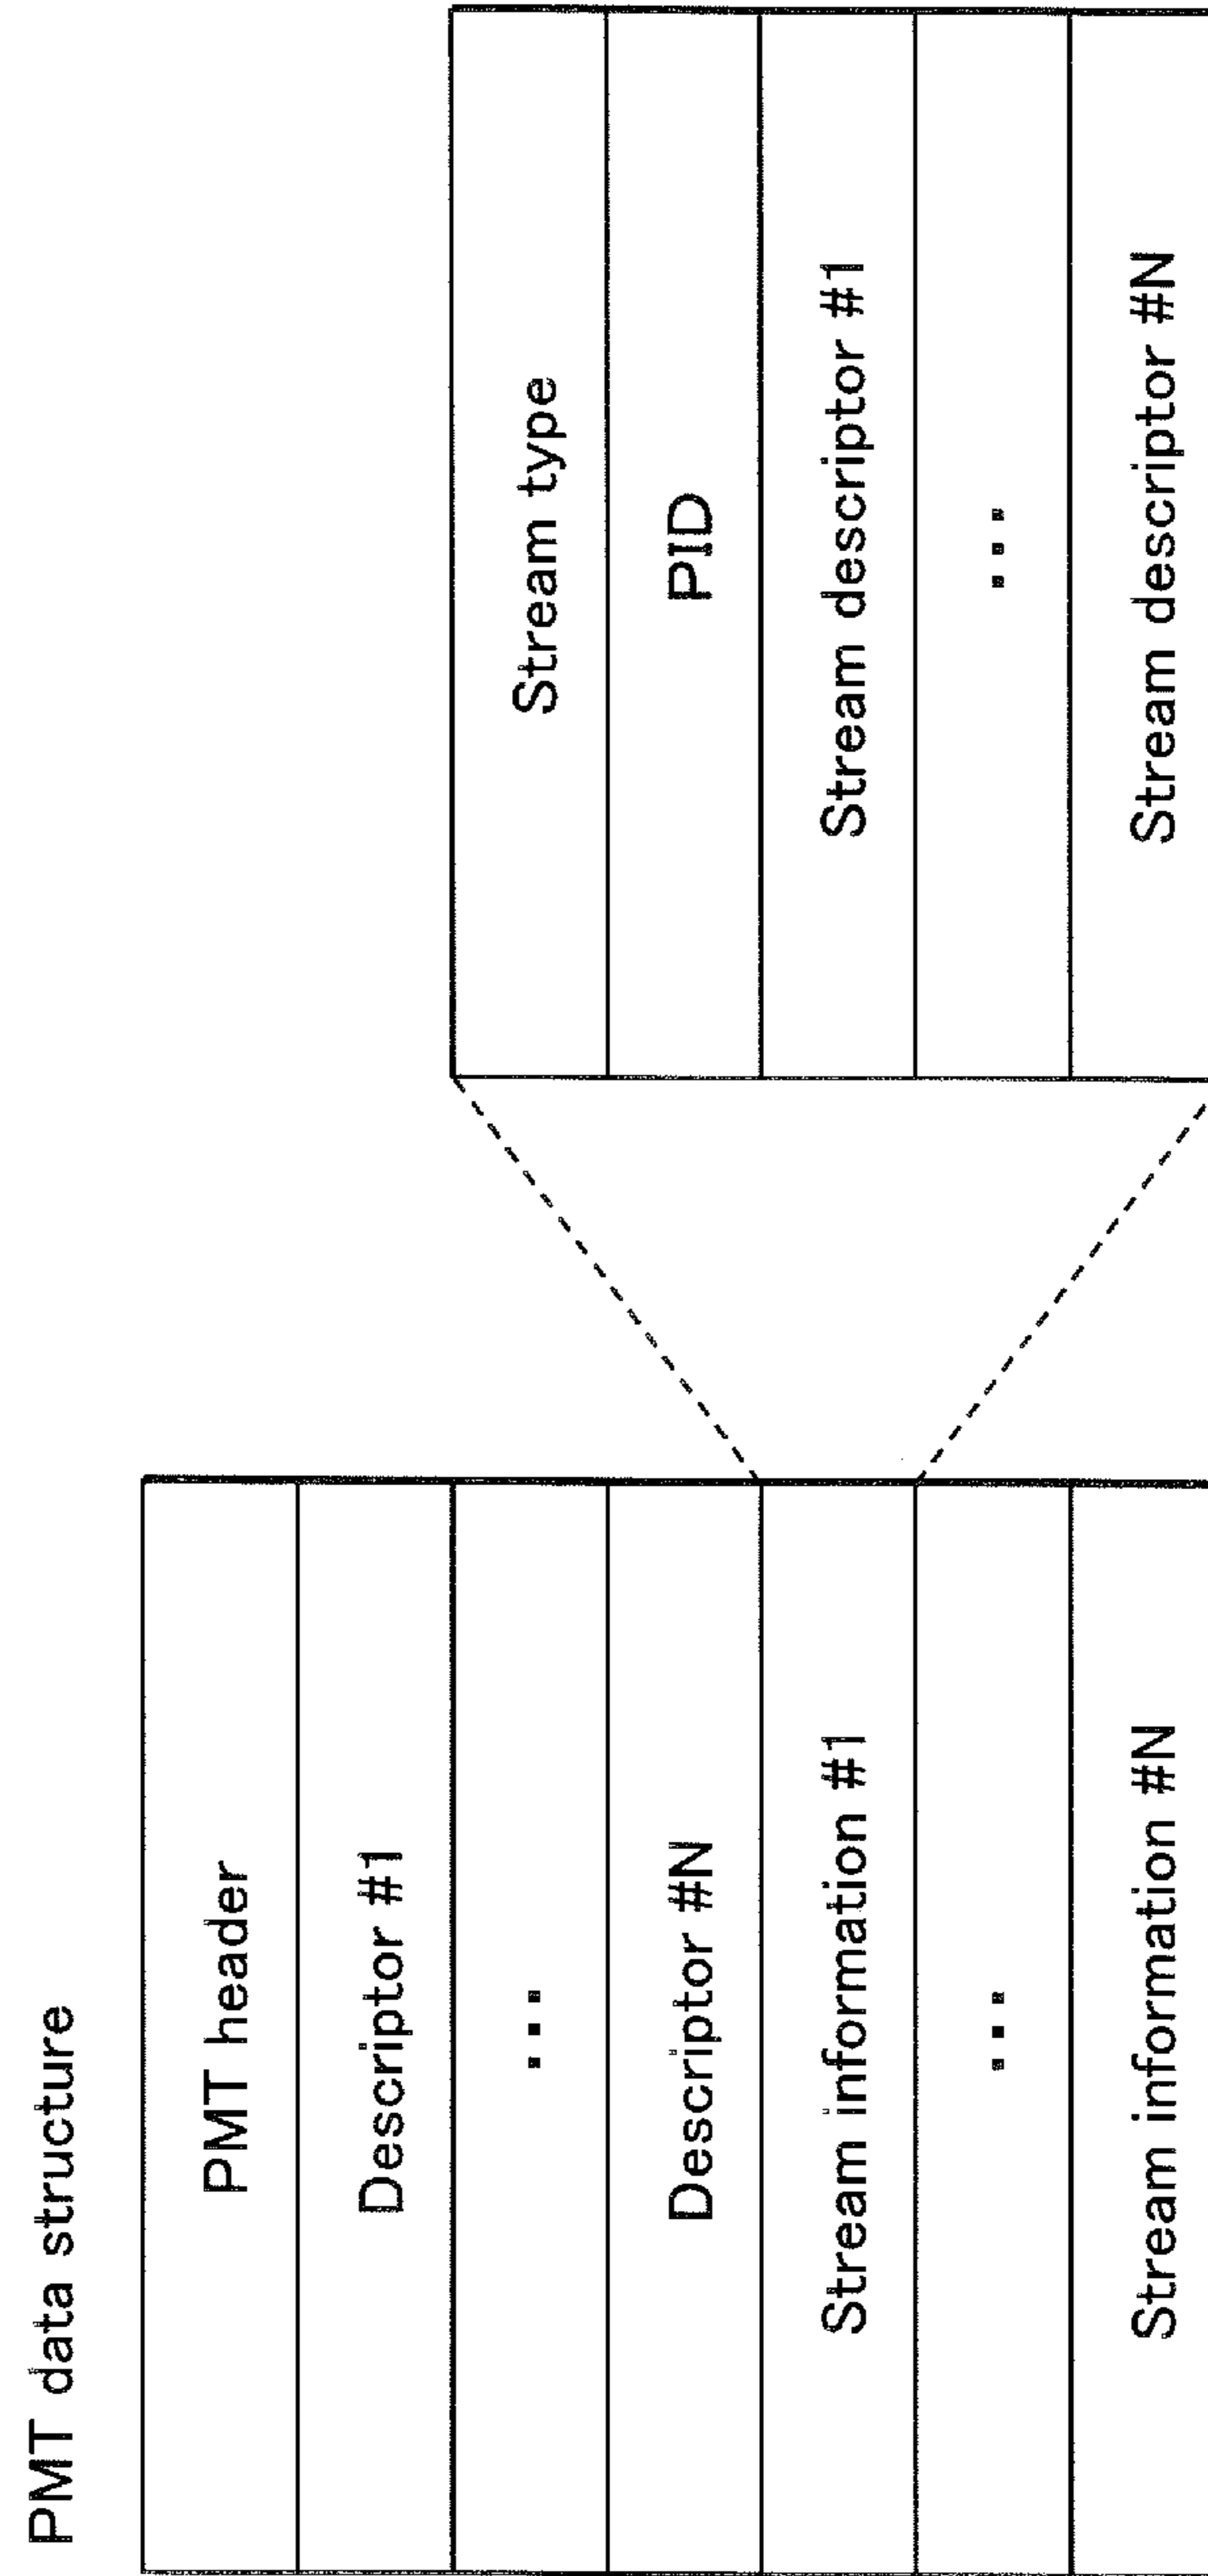 PMT data structure
PMT header
Descriptor #1
...
Descriptor #N
Stream information #1
...
Stream information #N
Stream type
PID
Stream descriptor #1
...
Stream descriptor #N